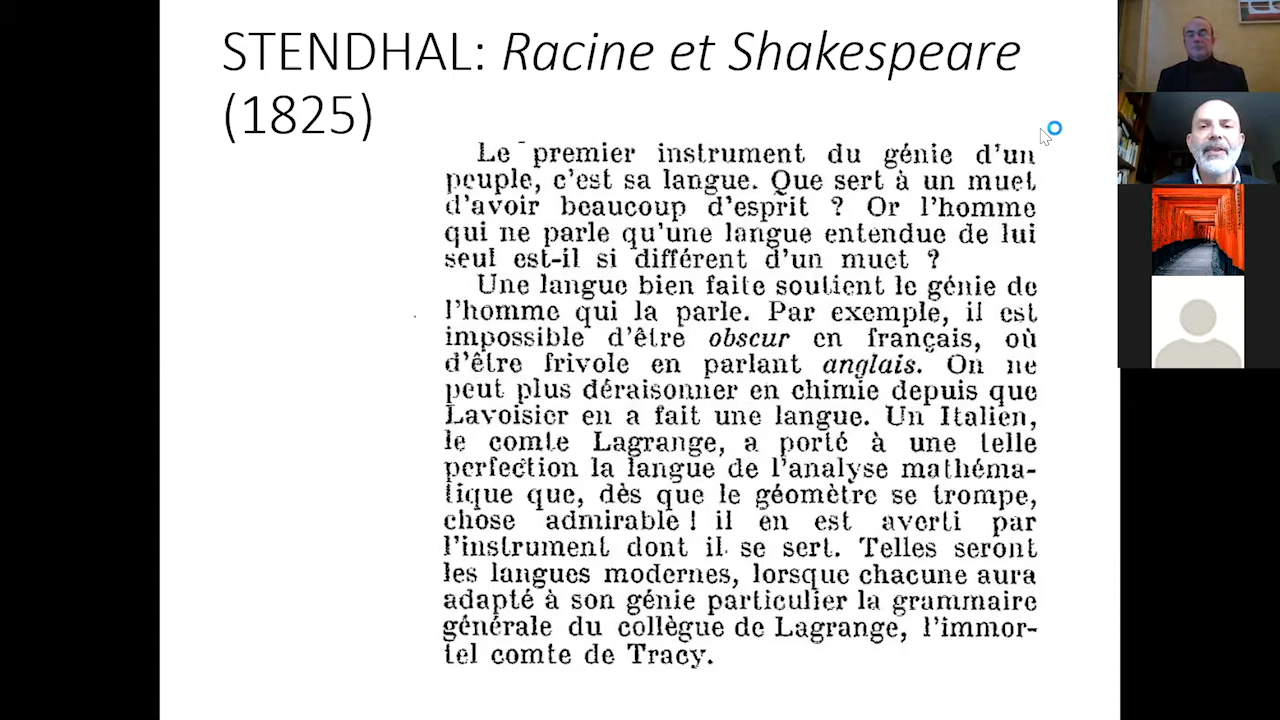 STENDHAL: Racine et Shakespeare
(1825)
Le premier instrument du génie d'un
peuple, c'est sa langue. Que sert à un muet
d'avoir beaucoup d'esprit ? Or l'homme
qui ne parle qu'une langue entendue de lui
seul est-il si différent d'un muet ?
Une langue bien faite soutient le génie de
l'homme qui la parle. Par exemple, il est
impossible d'être obscur en français, où
d'être frivole en parlant anglais. On ne
peut plus déraisonner en chimie depuis que
Lavoisier en a fait une langue. Un Italien,
le comte Lagrange, a porté à une telle
perfection la langue de l'analyse mathéma-
tique que, dès que le géomètre se trompe,
chose admirable ! il en est averti par
l'instrument dont il se sert. Telles seront
les langues modernes, lorsque chacune aura
adapté à son génie particulier la grammaire
générale du collègue de Lagrange, l'immor-
tel comte de Tracy.